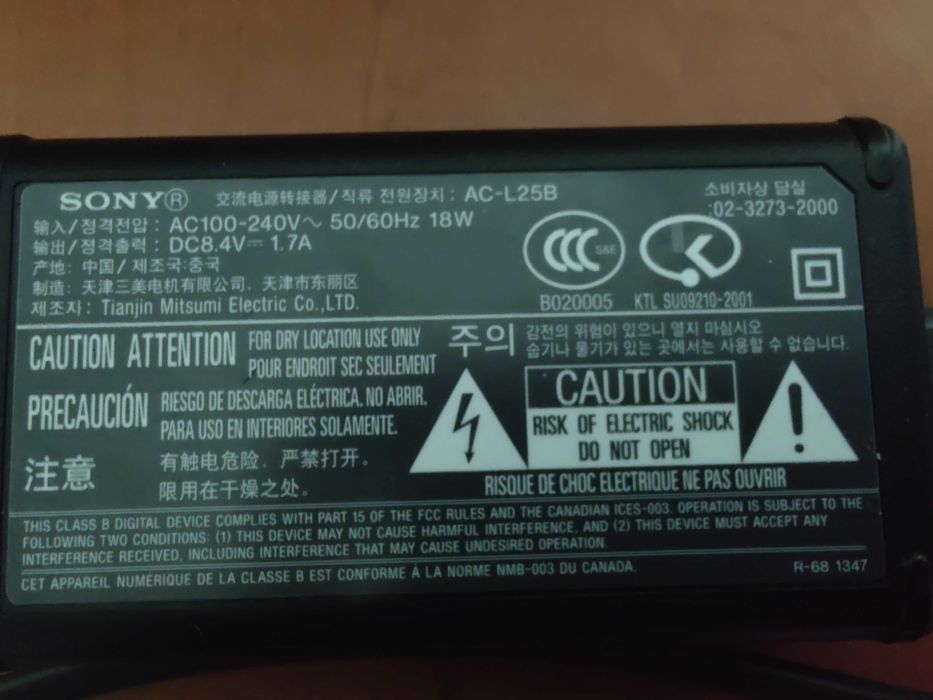 SONY® 交流电源转接器/직류 전원장치: AC-L25B
输入/정격전압: AC100-240V～ 50/60Hz 18W
输出/정격출력: DC8.4V⎓ 1.7A
产地: 中国/제조국:중국
制造: 天津三美电机有限公司, 天津市东丽区
제조자: Tianjin Mitsumi Electric Co.,LTD.
소비자상 담실
:02-3273-2000
CCC S&E
B020005
KTL SU09210-2001
CAUTION ATTENTION
FOR DRY LOCATION USE ONLY
POUR ENDROIT SEC SEULEMENT
PRECAUCIÓN
RIESGO DE DESCARGA ELÉCTRICA. NO ABRIR.
PARA USO EN INTERIORES SOLAMENTE.
注意
有触电危险. 严禁打开。
限用在干燥之处.
주의
감전의 위험이 있으니 열지 마십시오
습기나 물기가 있는 곳에서는 사용할 수 없습니다.
CAUTION
RISK OF ELECTRIC SHOCK
DO NOT OPEN
RISQUE DE CHOC ELECTRIQUE NE PAS OUVRIR
THIS CLASS B DIGITAL DEVICE COMPLIES WITH PART 15 OF THE FCC RULES AND THE CANADIAN ICES-003. OPERATION IS SUBJECT TO THE
FOLLOWING TWO CONDITIONS: (1) THIS DEVICE MAY NOT CAUSE HARMFUL INTERFERENCE, AND (2) THIS DEVICE MUST ACCEPT ANY
INTERFERENCE RECEIVED, INCLUDING INTERFERENCE THAT MAY CAUSE UNDESIRED OPERATION.
CET APPAREIL NUMÉRIQUE DE LA CLASSE B EST CONFORME À LA NORME NMB-003 DU CANADA.
R-68 1347